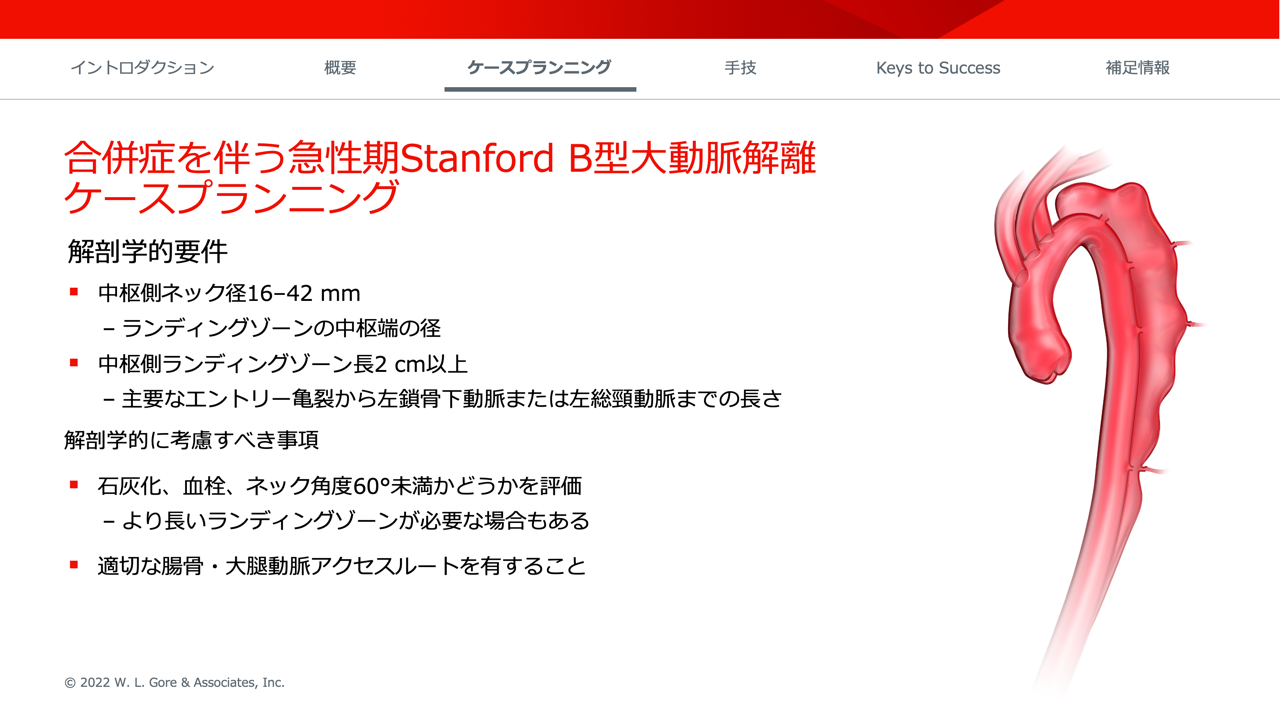 イントロダクション
概要
ケースプランニング
手技
Keys to Success
補足情報
合併症を伴う急性期Stanford B型大動脈解離
ケースプランニング
解剖学的要件
▪ 中枢側ネック径16–42 mm
– ランディングゾーンの中枢端の径
▪ 中枢側ランディングゾーン長2 cm以上
– 主要なエントリー亀裂から左鎖骨下動脈または左総頸動脈までの長さ
解剖学的に考慮すべき事項
▪ 石灰化、血栓、ネック角度60°未満かどうかを評価
– より長いランディングゾーンが必要な場合もある
▪ 適切な腸骨・大腿動脈アクセスルートを有すること
© 2022 W. L. Gore & Associates, Inc.